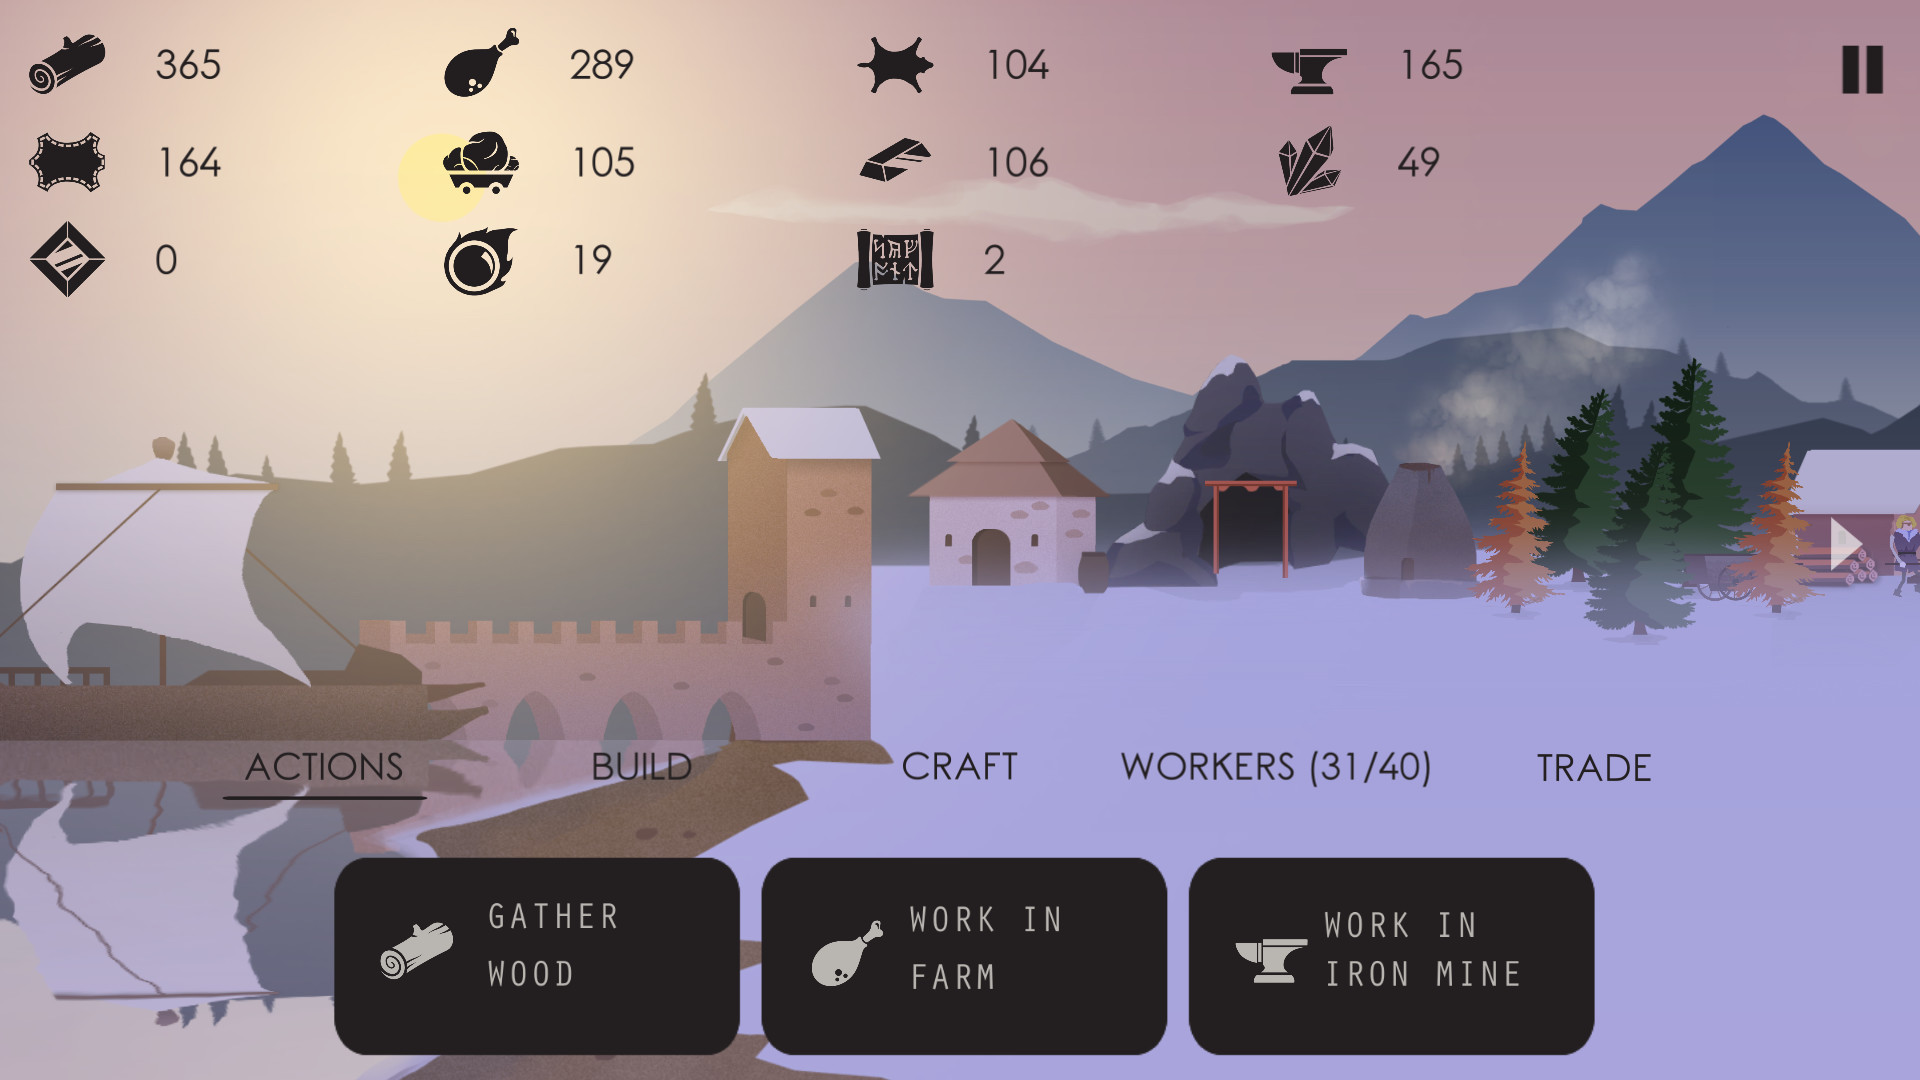 365 289 104 165
164 105 106 49
0 19 2
ACTIONS BUILD CRAFT WORKERS (31/40) TRADE
GATHER
WOOD
WORK IN
FARM
WORK IN
IRON MINE